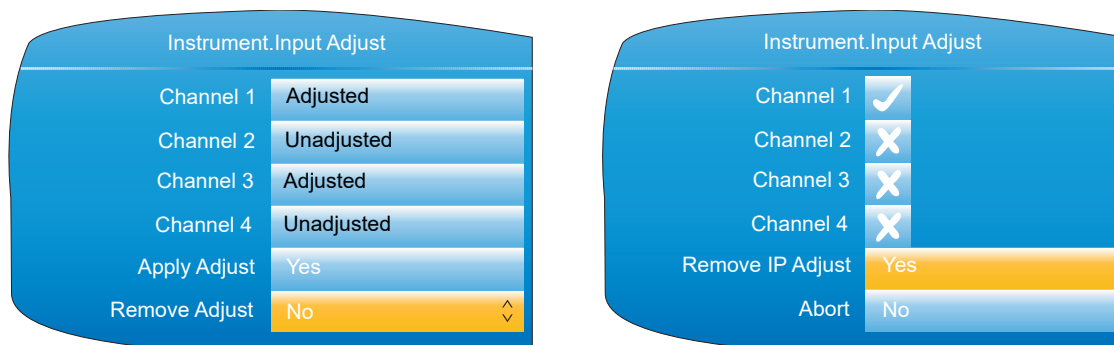 Instrument.Input Adjust
Channel 1 Adjusted
Channel 2 Unadjusted
Channel 3 Adjusted
Channel 4 Unadjusted
Apply Adjust Yes
Remove Adjust No
Instrument.Input Adjust
Channel 1
Channel 2
Channel 3
Channel 4
Remove IP Adjust Yes
Abort No